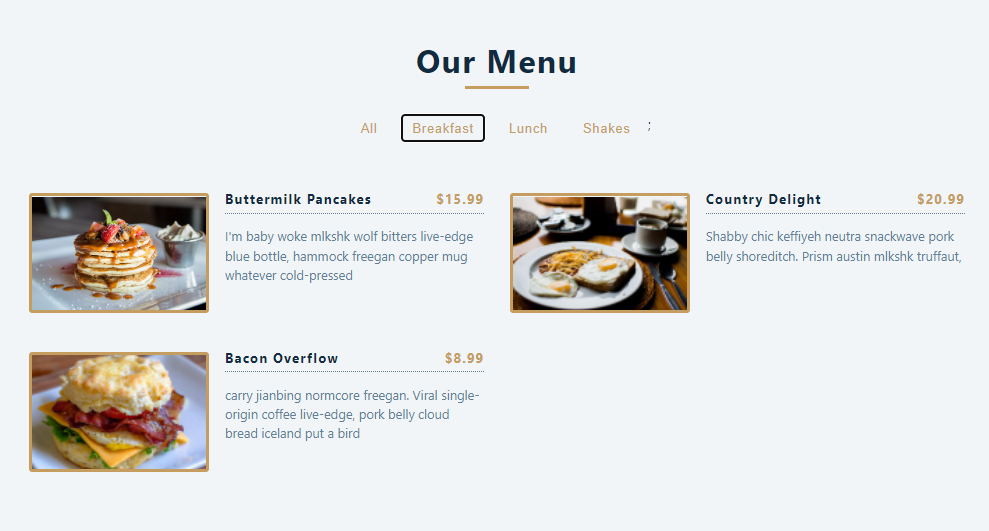 Our Menu
All Breakfast Lunch Shakes ;
Buttermilk Pancakes $15.99
I'm baby woke mlkshk wolf bitters live-edge
blue bottle, hammock freegan copper mug
whatever cold-pressed
Country Delight $20.99
Shabby chic keffiyeh neutra snackwave pork
belly shoreditch. Prism austin mlkshk truffaut,
Bacon Overflow $8.99
carry jianbing normcore freegan. Viral single-
origin coffee live-edge, pork belly cloud
bread iceland put a bird